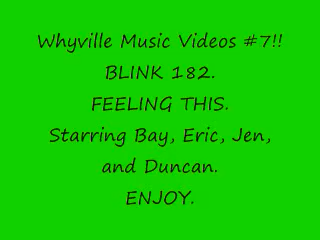 Whyville Music Videos #7!!
BLINK 182.
FEELING THIS.
Starring Bay, Eric, Jen,
and Duncan.
ENJOY.